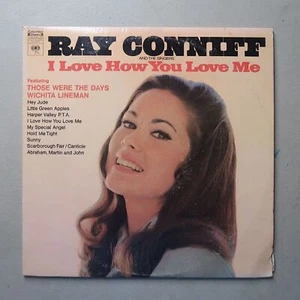 RAY CONNIFF
AND THE SINGERS
I Love How You Love Me
Featuring
THOSE WERE THE DAYS
WICHITA LINEMAN
Hey Jude
Little Green Apples
Harper Valley P.T.A.
I Love How You Love Me
My Special Angel
Hold Me Tight
Sunny
Scarborough Fair / Canticle
Abraham, Martin and John